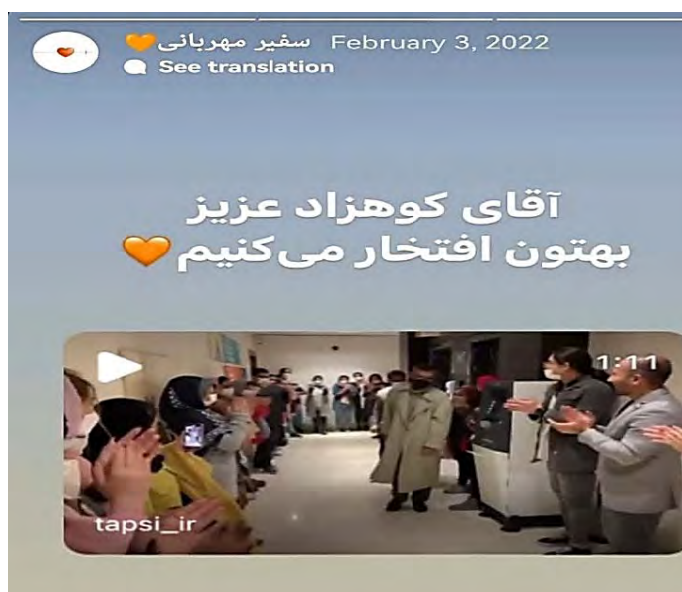 سفیر مهربانی🧡 February 3, 2022
See translation
آقای کوهزاد عزیز
بهتون افتخار می‌کنیم🧡
1:11
tapsi_ir